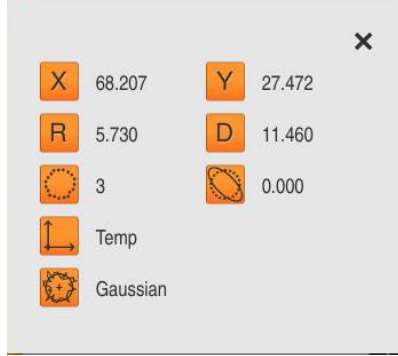 X 68.207 Y 27.472
R 5.730 D 11.460
3 0.000
Temp
Gaussian